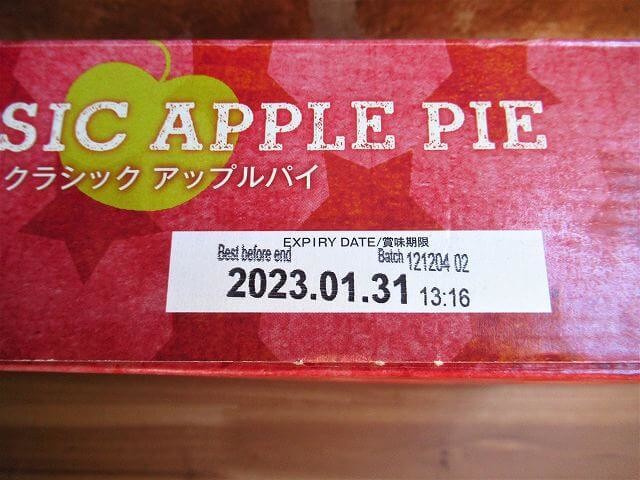 SIC APPLE PIE
クラシック アップルパイ
EXPIRY DATE/賞味期限
Best before end Batch 121204 02
2023.01.31 13:16